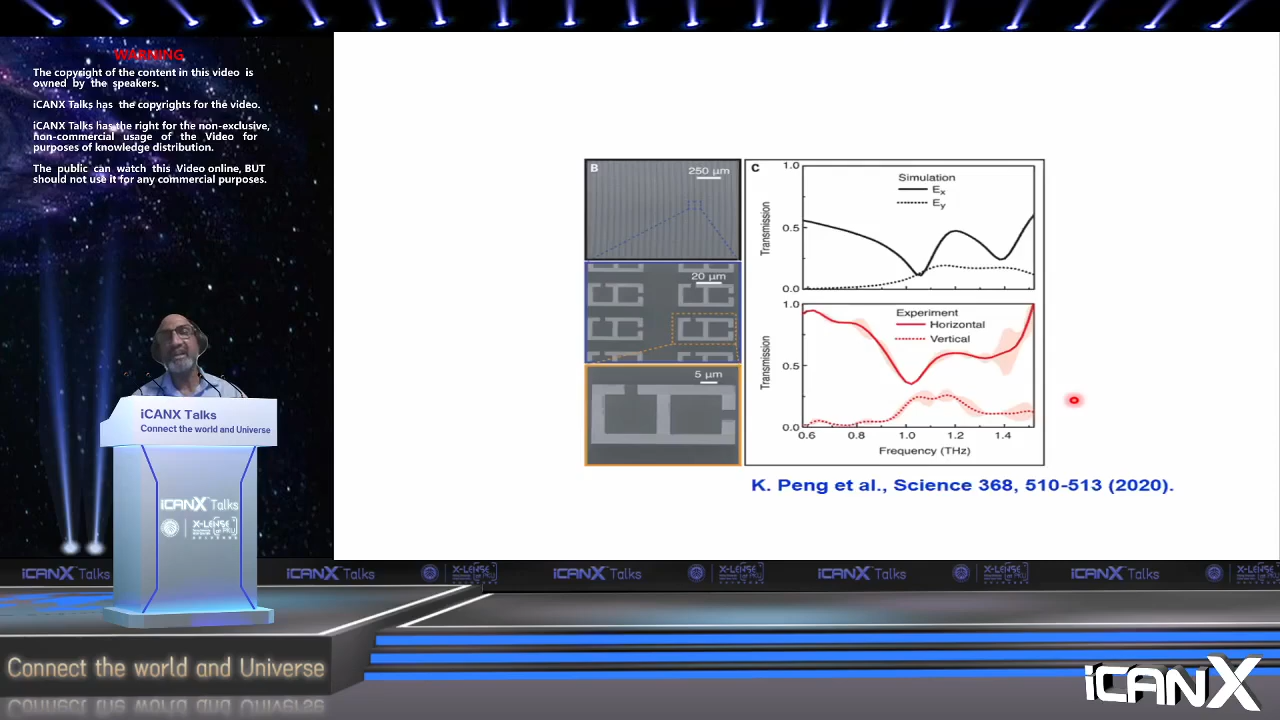 WARNING
The copyright of the content in this video is
owned by the speakers.
iCANX Talks has the copyrights for the video.
iCANX Talks has the right for the non-exclusive,
non-commercial usage of the Video for
purposes of knowledge distribution.
The public can watch this Video online, BUT
should not use it for any commercial purposes.
B
250 µm
20 µm
5 µm
C
Transmission
1.0
0.5
0.0
Simulation
Ex
Ey
Transmission
1.0
0.5
0.0
Experiment
Horizontal
Vertical
0.6 0.8 1.0 1.2 1.4
Frequency (THz)
K. Peng et al., Science 368, 510-513 (2020).
iCANX Talks
Connect the world and Universe
iCANX Talks
X-LENSE
iCANX Talks
iCANX Talks
iCANX Talks
iCANX Talks
iCANX Talks
Connect the world and Universe
iCANX